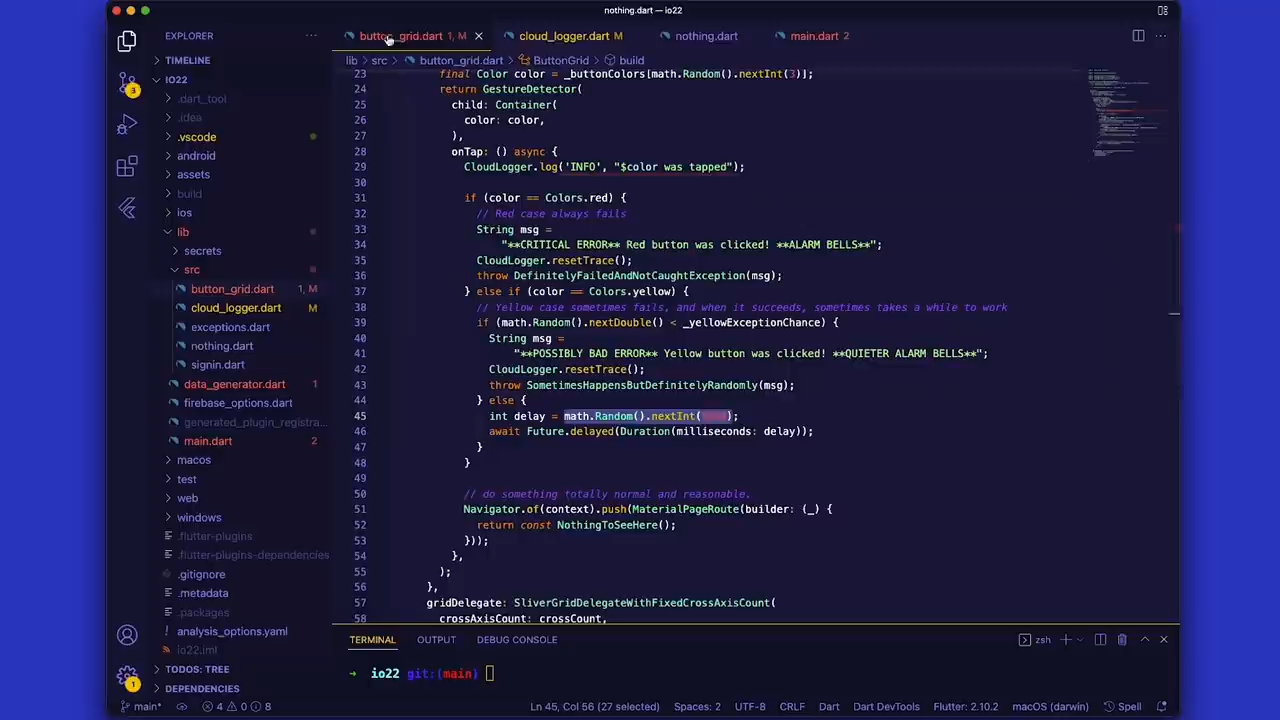 nothing.dart — io22
EXPLORER
TIMELINE
IO22
.dart_tool
.idea
.vscode
android
assets
build
ios
lib
secrets
src
button_grid.dart 1, M
cloud_logger.dart M
exceptions.dart
nothing.dart
signin.dart
data_generator.dart 1
firebase_options.dart
generated_plugin_registra...
main.dart 2
macos
test
web
windows
.flutter-plugins
.flutter-plugins-dependencies
.gitignore
.metadata
.packages
analysis_options.yaml
io22.iml
TODOS: TREE
DEPENDENCIES
3
1
button_grid.dart 1, M
cloud_logger.dart M
nothing.dart
main.dart 2
lib > src > button_grid.dart > ButtonGrid > build
23 final Color color = _buttonColors[math.Random().nextInt(3)];
24 return GestureDetector(
25 child: Container(
26 color: color,
27 ),
28 onTap: () async {
29 CloudLogger.log('INFO', "$color was tapped");
30
31 if (color == Colors.red) {
32 // Red case always fails
33 String msg =
34 "**CRITICAL ERROR** Red button was clicked! **ALARM BELLS**";
35 CloudLogger.resetTrace();
36 throw DefinitelyFailedAndNotCaughtException(msg);
37 } else if (color == Colors.yellow) {
38 // Yellow case sometimes fails, and when it succeeds, sometimes takes a while to work
39 if (math.Random().nextDouble() < _yellowExceptionChance) {
40 String msg =
41 "**POSSIBLY BAD ERROR** Yellow button was clicked! **QUIETER ALARM BELLS**";
42 CloudLogger.resetTrace();
43 throw SometimesHappensButDefinitelyRandomly(msg);
44 } else {
45 int delay = math.Random().nextInt();
46 await Future.delayed(Duration(milliseconds: delay));
47 }
48 }
49
50 // do something totally normal and reasonable.
51 Navigator.of(context).push(MaterialPageRoute(builder: (_) {
52 return const NothingToSeeHere();
53 }));
54 },
55 );
56 },
57 gridDelegate: SliverGridDelegateWithFixedCrossAxisCount(
58 crossAxisCount: crossCount,
TERMINAL OUTPUT DEBUG CONSOLE
zsh
→ io22 git:(main)
main* 4 0 8
Ln 45, Col 56 (27 selected) Spaces: 2 UTF-8 CRLF Dart Dart DevTools Flutter: 2.10.2 macOS (darwin) Spell